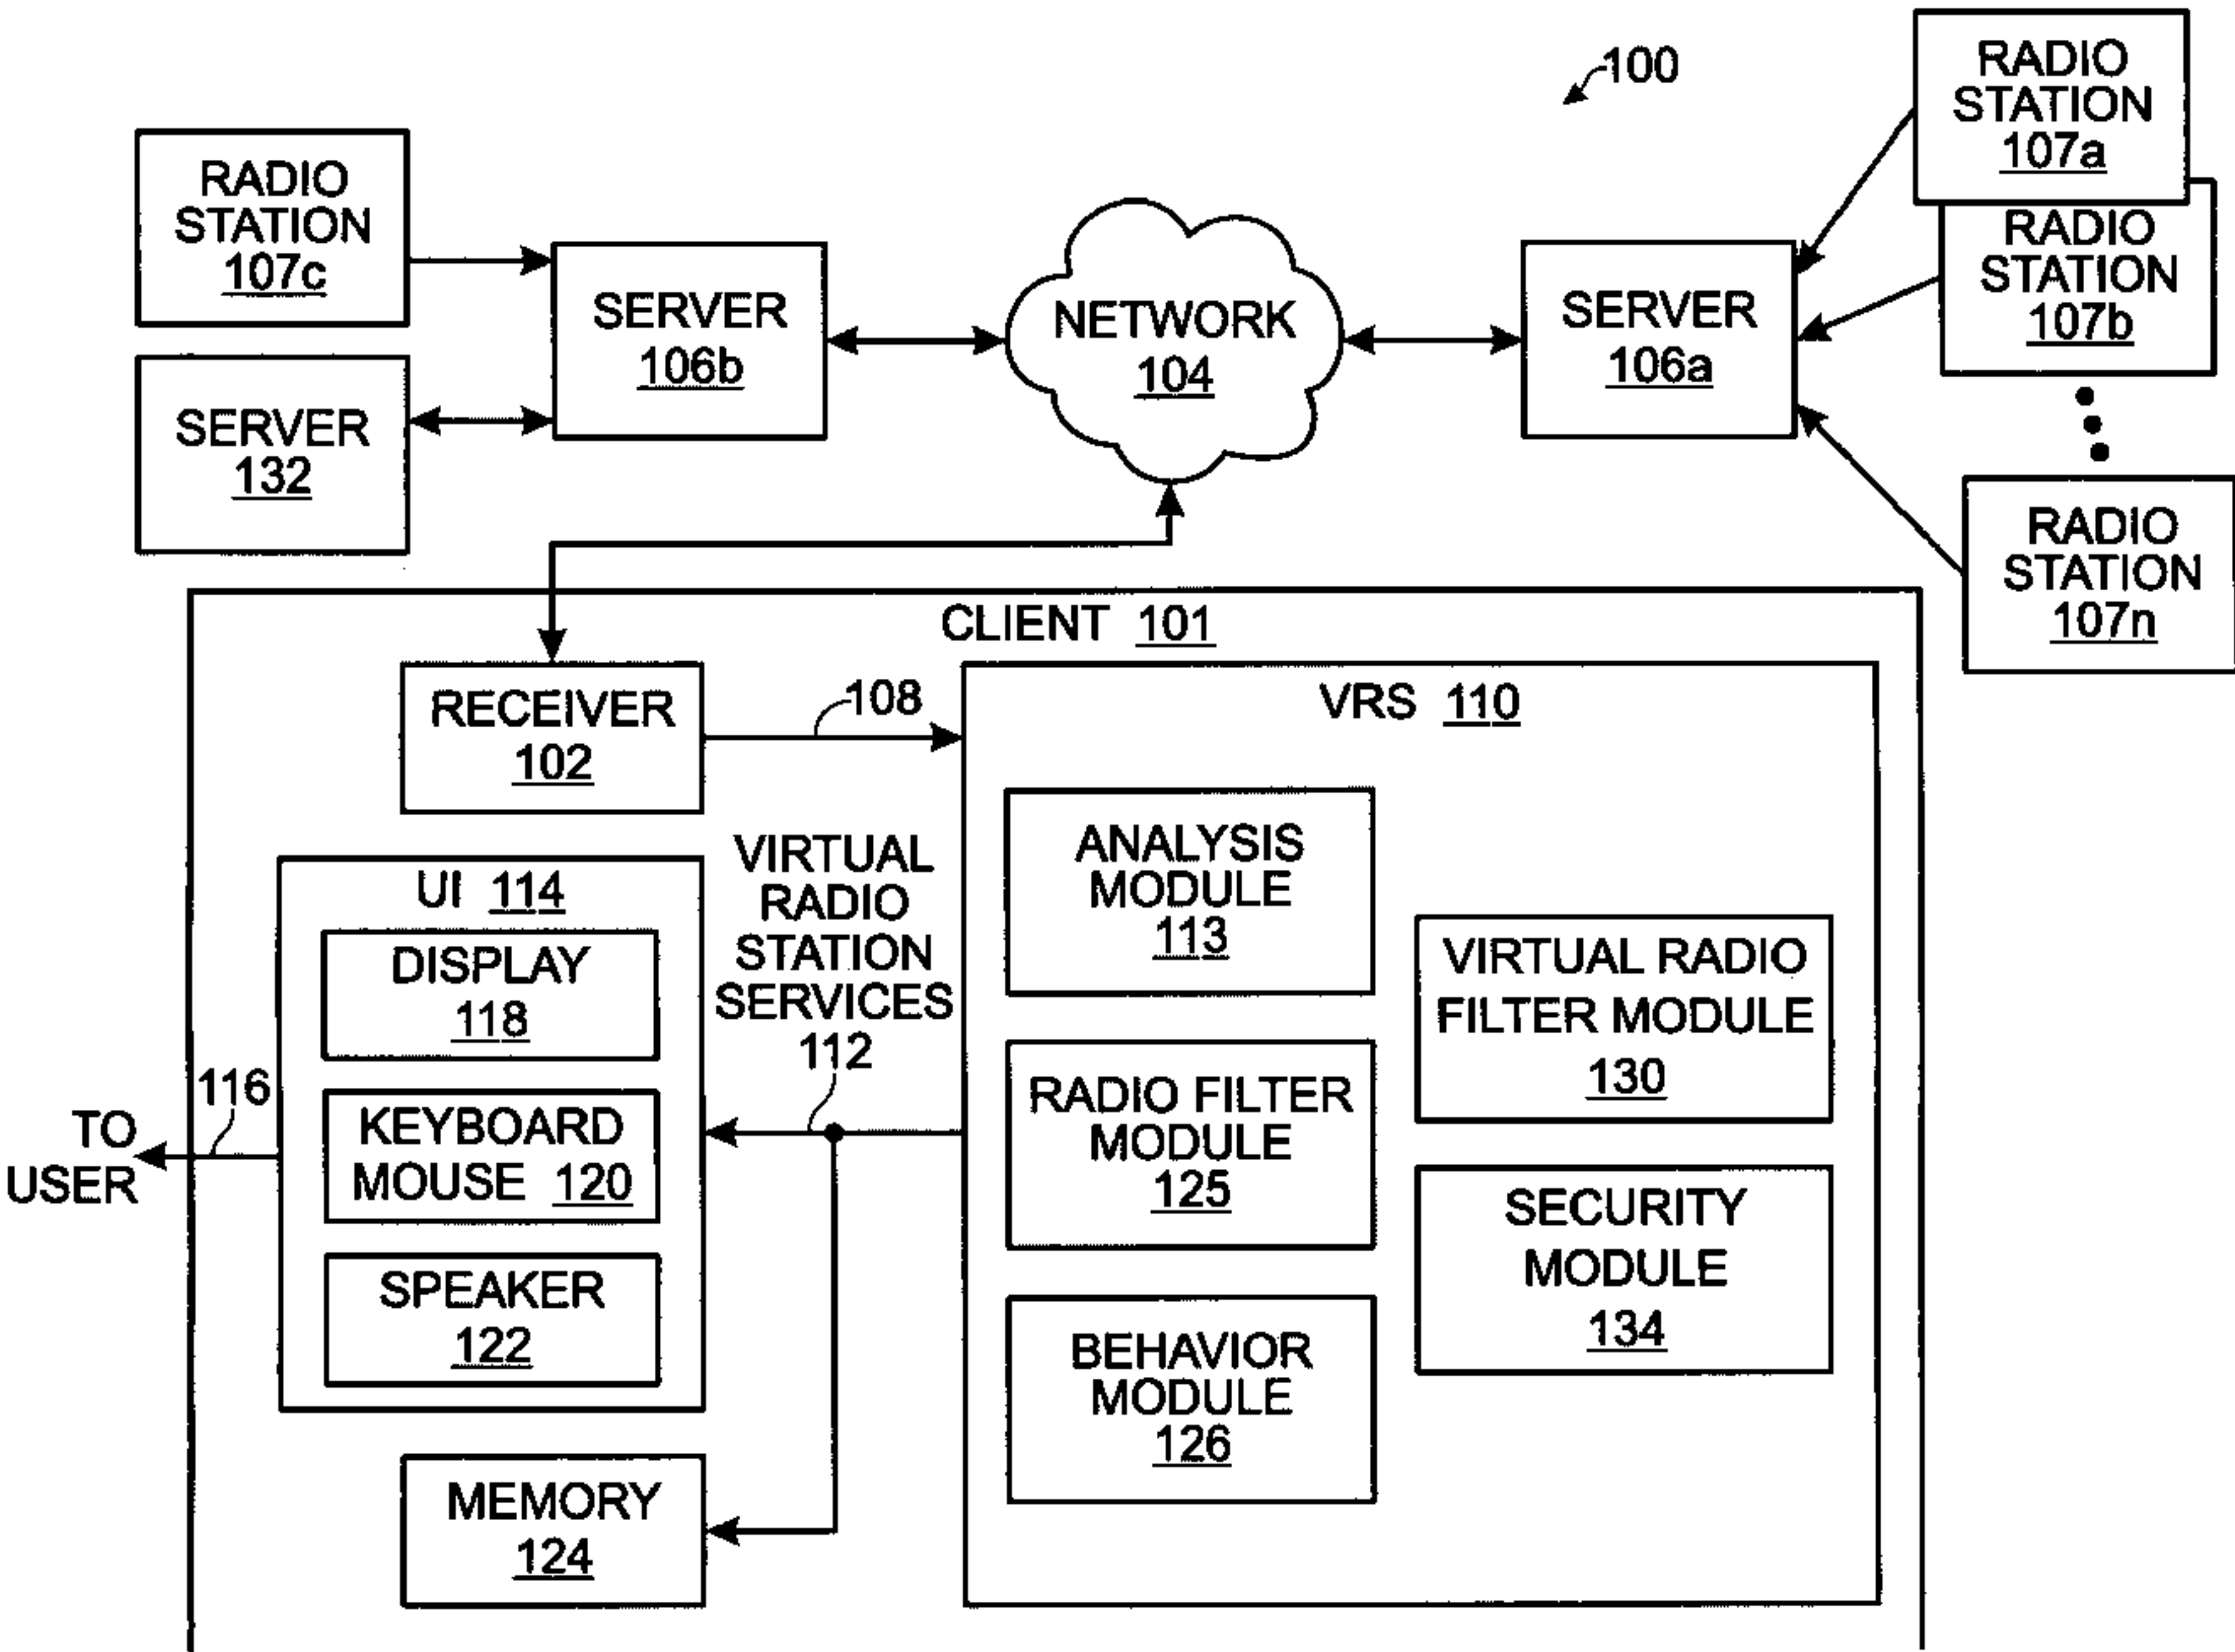 100
RADIO
STATION
107a
RADIO
STATION
107b
RADIO
STATION
107n
RADIO
STATION
107c
SERVER
106b
NETWORK
104
SERVER
106a
SERVER
132
CLIENT 101
RECEIVER
102
108
VRS 110
ANALYSIS
MODULE
113
RADIO FILTER
MODULE
125
BEHAVIOR
MODULE
126
VIRTUAL RADIO
FILTER MODULE
130
SECURITY
MODULE
134
VIRTUAL
RADIO
STATION
SERVICES
112
UI 114
DISPLAY
118
KEYBOARD
MOUSE 120
SPEAKER
122
116
TO
USER
MEMORY
124